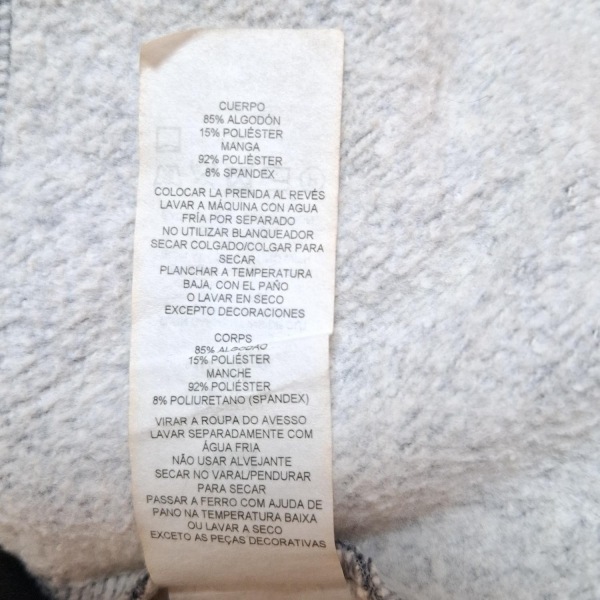 CUERPO
85% ALGODÓN
15% POLIÉSTER
MANGA
92% POLIÉSTER
8% SPANDEX
COLOCAR LA PRENDA AL REVÉS
LAVAR A MÁQUINA CON AGUA
FRÍA POR SEPARADO
NO UTILIZAR BLANQUEADOR
SECAR COLGADO/COLGAR PARA
SECAR
PLANCHAR A TEMPERATURA
BAJA, CON EL PAÑO
O LAVAR EN SECO
EXCEPTO DECORACIONES
CORPS
85% ALGODÃO
15% POLIÉSTER
MANCHE
92% POLIÉSTER
8% POLIURETANO (SPANDEX)
VIRAR A ROUPA DO AVESSO
LAVAR SEPARADAMENTE COM
ÁGUA FRIA
NÃO USAR ALVEJANTE
SECAR NO VARAL/PENDURAR
PARA SECAR
PASSAR A FERRO COM AJUDA DE
PANO NA TEMPERATURA BAIXA
OU LAVAR A SECO
EXCETO AS PEÇAS DECORATIVAS